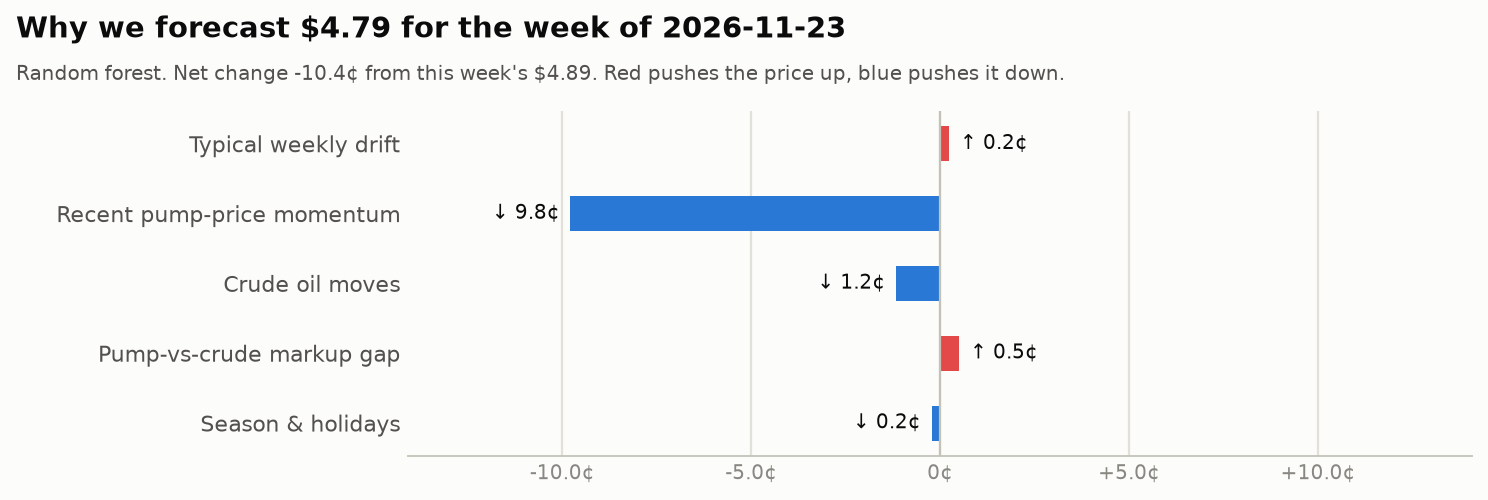 Why we forecast $4.79 for the week of 2026-11-23
Random forest. Net change -10.4¢ from this week's $4.89. Red pushes the price up, blue pushes it down.
Typical weekly drift
↑ 0.2¢
Recent pump-price momentum
↓ 9.8¢
Crude oil moves
↓ 1.2¢
Pump-vs-crude markup gap
↑ 0.5¢
Season & holidays
↓ 0.2¢
-10.0¢
-5.0¢
0¢
+5.0¢
+10.0¢